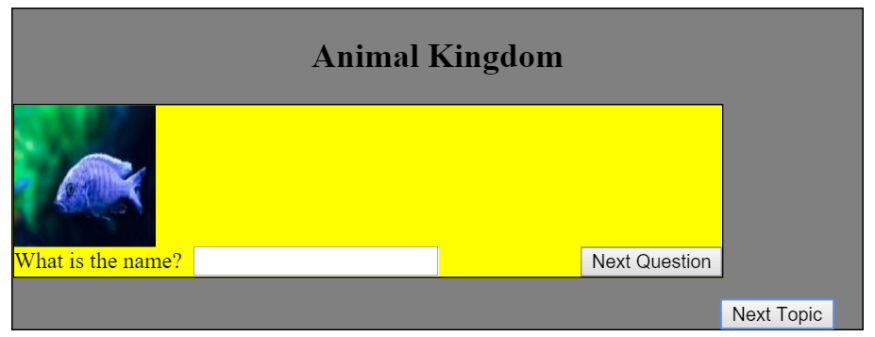 Animal Kingdom
What is the name?
Next Question
Next Topic